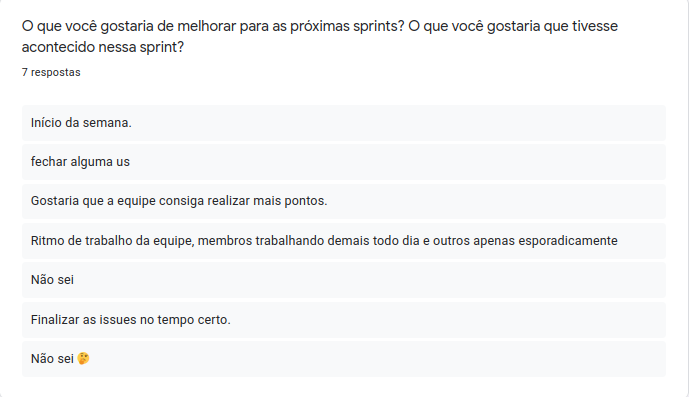 O que você gostaria de melhorar para as próximas sprints? O que você gostaria que tivesse
acontecido nessa sprint?
7 respostas
Início da semana.
fechar alguma us
Gostaria que a equipe consiga realizar mais pontos.
Ritmo de trabalho da equipe, membros trabalhando demais todo dia e outros apenas esporadicamente
Não sei
Finalizar as issues no tempo certo.
Não sei 🤔